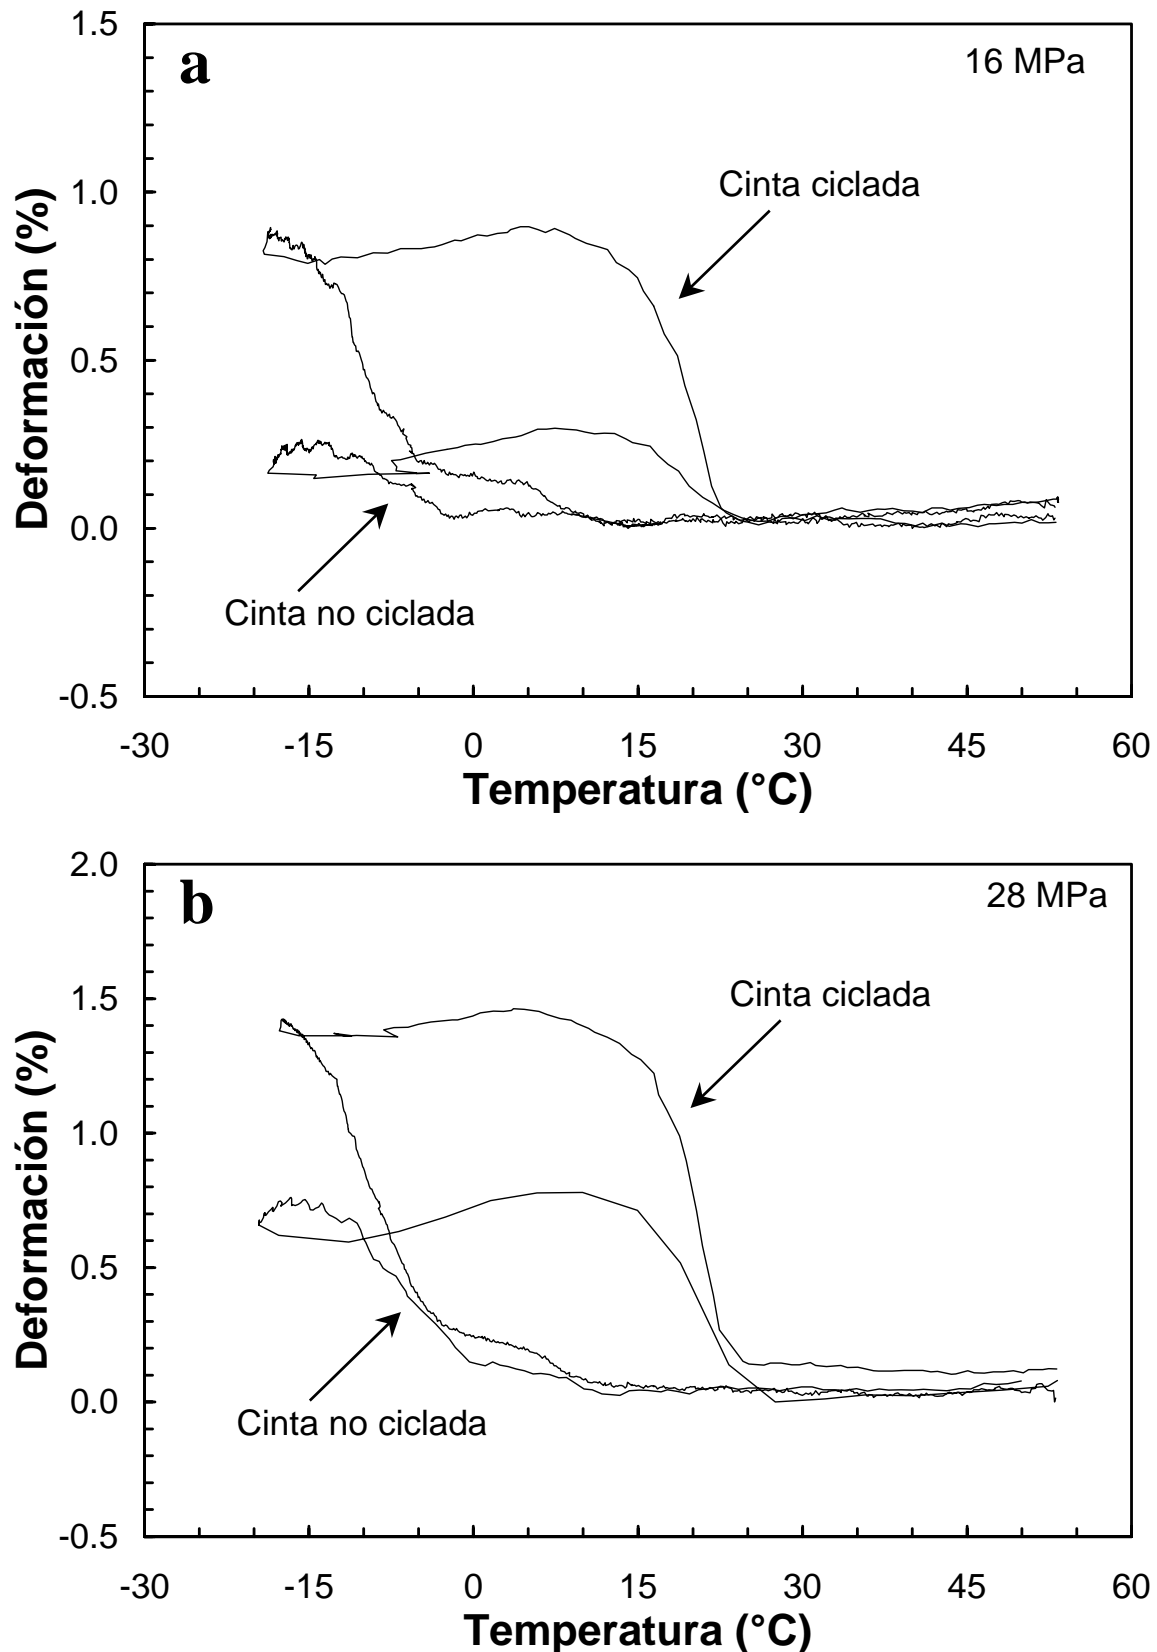 a
16 MPa
1.5
1.0
0.5
0.0
-0.5
Deformación (%)
Cinta ciclada
Cinta no ciclada
-30 -15 0 15 30 45 60
Temperatura (°C)
b
28 MPa
2.0
1.5
1.0
0.5
0.0
-0.5
Deformación (%)
Cinta ciclada
Cinta no ciclada
-30 -15 0 15 30 45 60
Temperatura (°C)